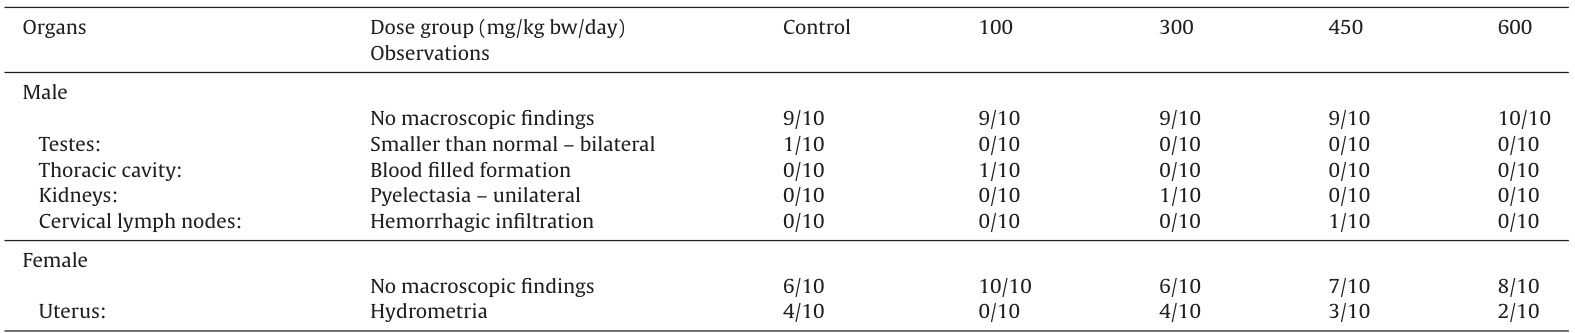 Organs Dose group (mg/kg bw/day) Control 100 300 450 600
Observations
Male
No macroscopic findings 9/10 9/10 9/10 9/10 10/10
Testes: Smaller than normal – bilateral 1/10 0/10 0/10 0/10 0/10
Thoracic cavity: Blood filled formation 0/10 1/10 0/10 0/10 0/10
Kidneys: Pyelectasia – unilateral 0/10 0/10 1/10 0/10 0/10
Cervical lymph nodes: Hemorrhagic infiltration 0/10 0/10 0/10 1/10 0/10
Female
No macroscopic findings 6/10 10/10 6/10 7/10 8/10
Uterus: Hydrometria 4/10 0/10 4/10 3/10 2/10